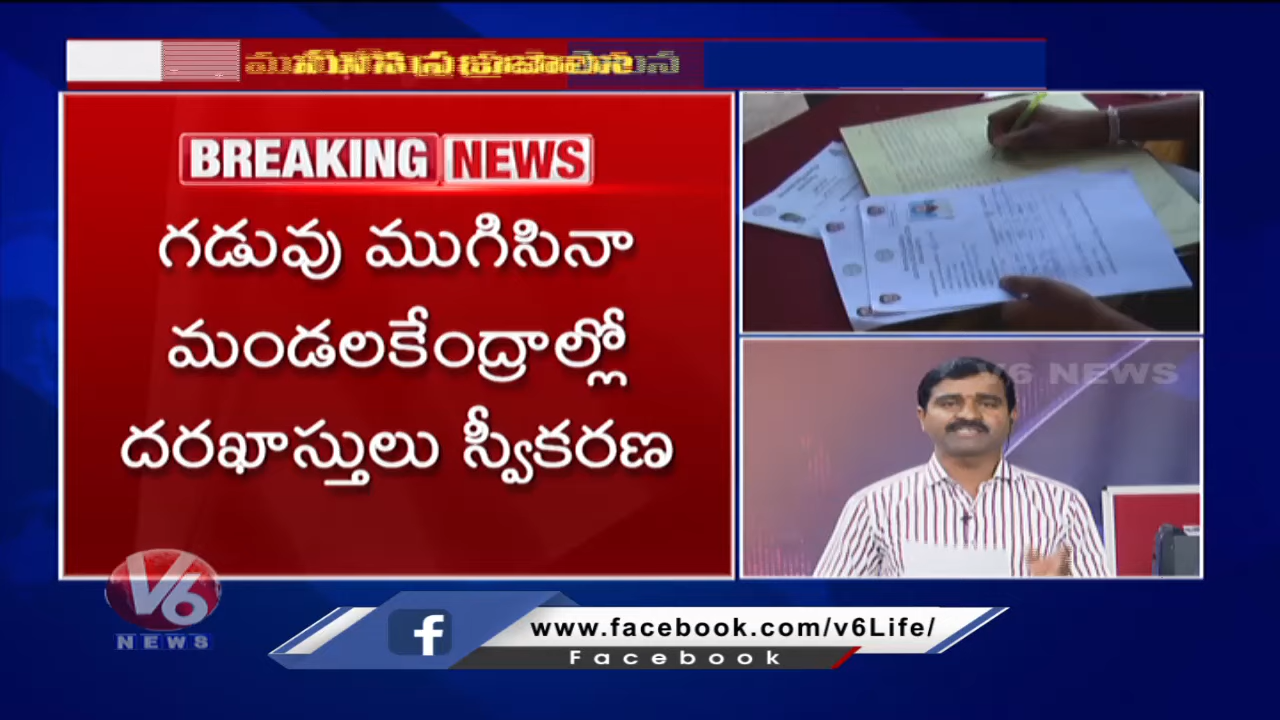 BREAKING NEWS
గడువు ముగిసినా
మండలకేంద్రాల్లో
దరఖాస్తులు స్వీకరణ
V6 NEWS
V6
NEWS
www.facebook.com/v6Life/
Facebook